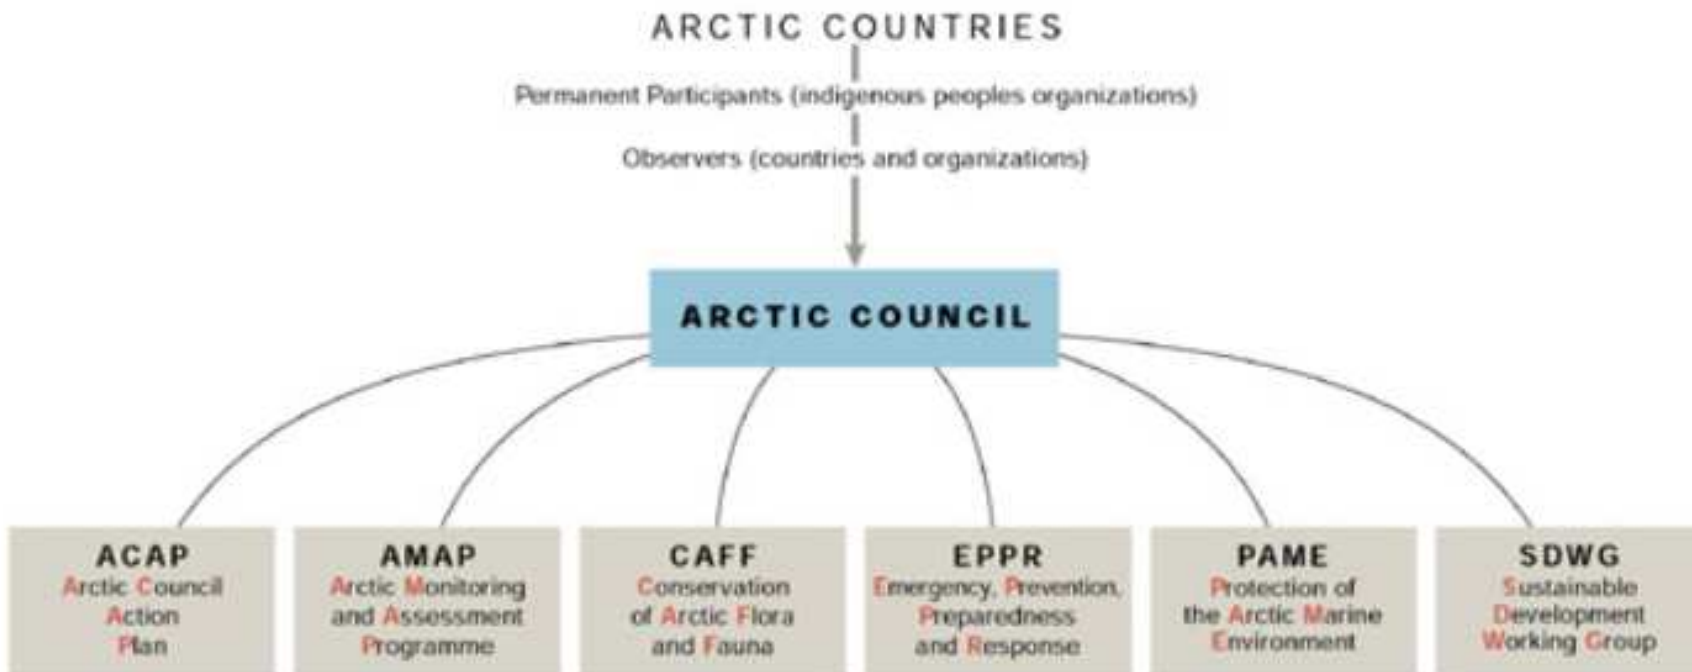 ARCTIC COUNTRIES
Permanent Participants (indigenous peoples organizations)
Observers (countries and organizations)
ARCTIC COUNCIL
ACAP
Arctic Council
Action
Plan
AMAP
Arctic Monitoring
and Assessment
Programme
CAFF
Conservation
of Arctic Flora
and Fauna
EPPR
Emergency, Prevention,
Preparedness
and Response
PAME
Protection of
the Arctic Marine
Environment
SDWG
Sustainable
Development
Working Group